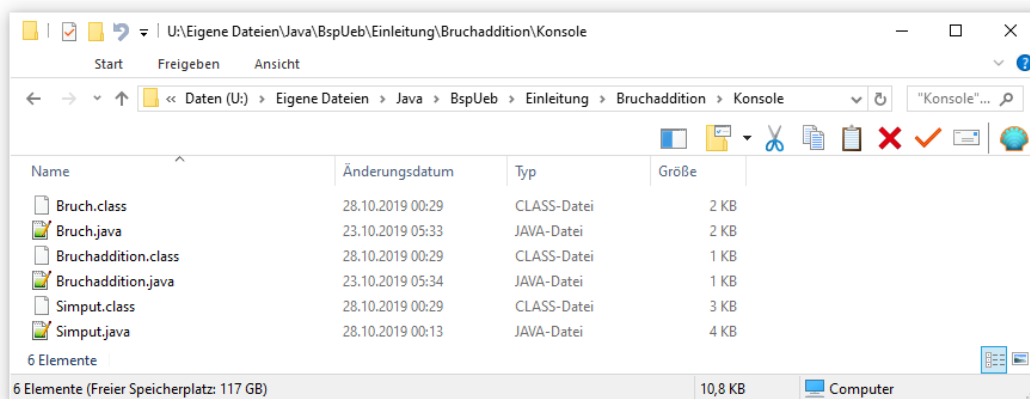 U:\Eigene Dateien\Java\BspUeb\Einleitung\Bruchaddition\Konsole
Start Freigeben Ansicht
« Daten (U:) > Eigene Dateien > Java > BspUeb > Einleitung > Bruchaddition > Konsole "Konsole"...
Name Änderungsdatum Typ Größe
Bruch.class 28.10.2019 00:29 CLASS-Datei 2 KB
Bruch.java 23.10.2019 05:33 JAVA-Datei 2 KB
Bruchaddition.class 28.10.2019 00:29 CLASS-Datei 1 KB
Bruchaddition.java 23.10.2019 05:34 JAVA-Datei 1 KB
Simput.class 28.10.2019 00:29 CLASS-Datei 3 KB
Simput.java 28.10.2019 00:13 JAVA-Datei 4 KB
6 Elemente
6 Elemente (Freier Speicherplatz: 117 GB) 10,8 KB Computer